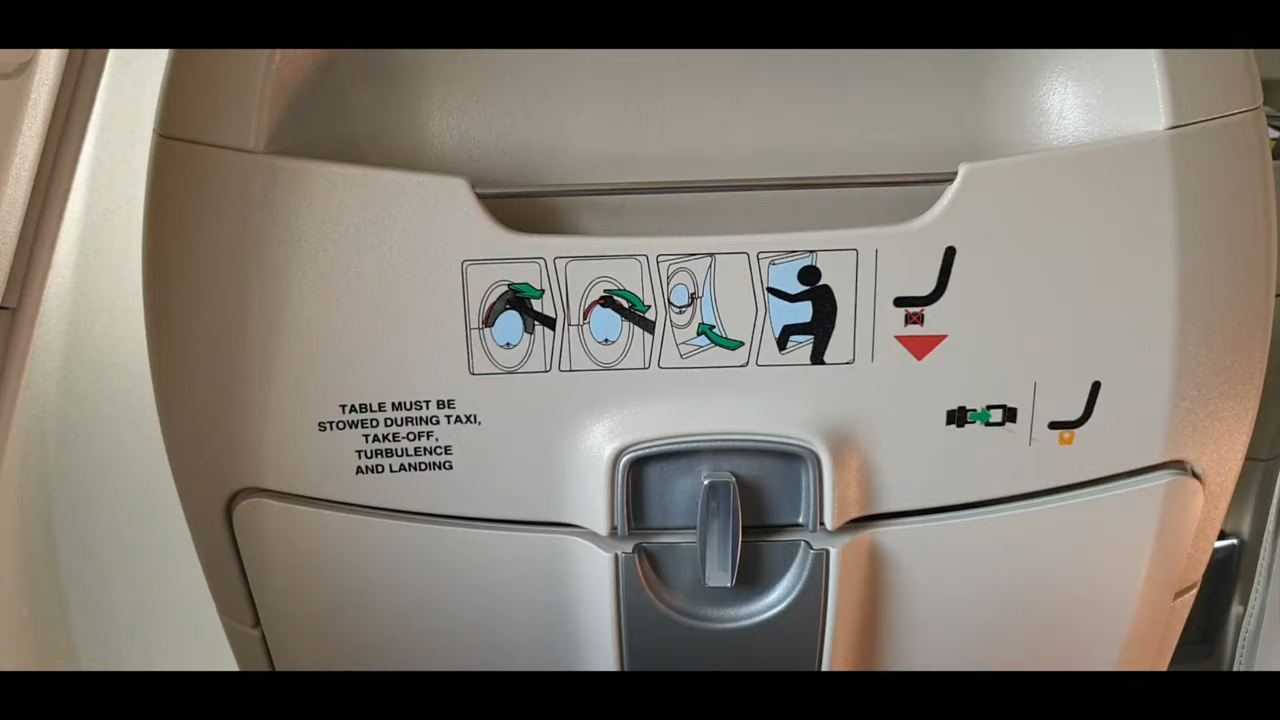 TABLE MUST BE
STOWED DURING TAXI,
TAKE-OFF,
TURBULENCE
AND LANDING